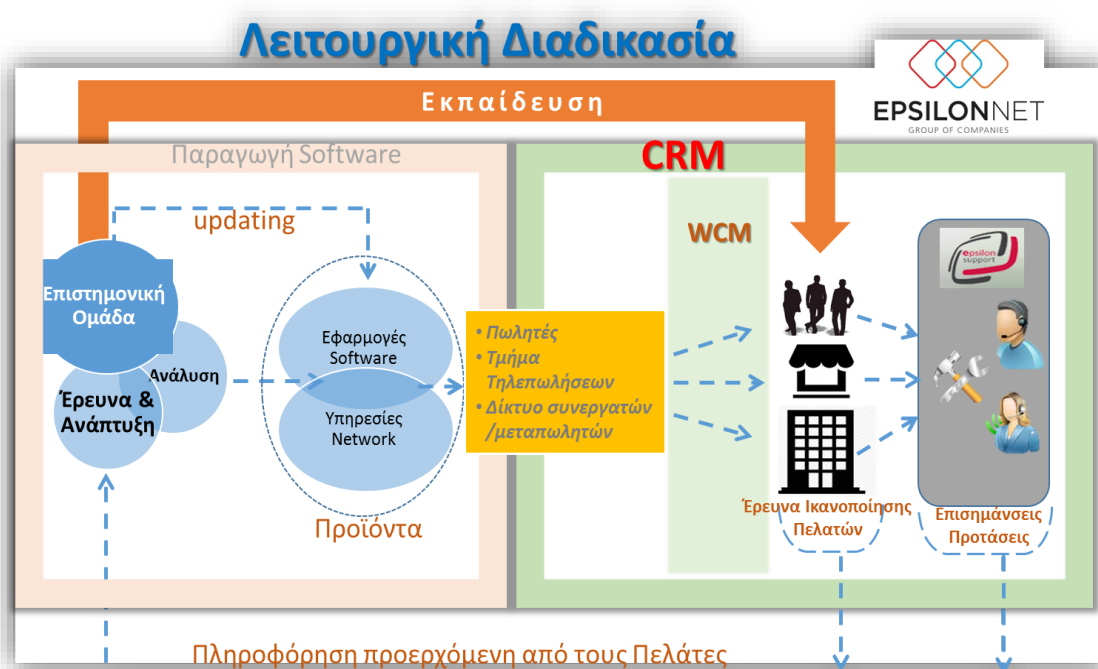 Λειτουργική Διαδικασία
EPSILONNET
GROUP OF COMPANIES
Εκπαίδευση
Παραγωγή Software
CRM
updating
WCM
epsilon
support
Επιστημονική
Ομάδα
Ανάλυση
Έρευνα &
Ανάπτυξη
Εφαρμογές
Software
Υπηρεσίες
Network
Προϊόντα
• Πωλητές
• Τμήμα
Τηλεπωλήσεων
• Δίκτυο συνεργατών
/μεταπωλητών
Έρευνα Ικανοποίησης
Πελατών
Επισημάνσεις
Προτάσεις
Πληροφόρηση προερχόμενη από τους Πελάτες